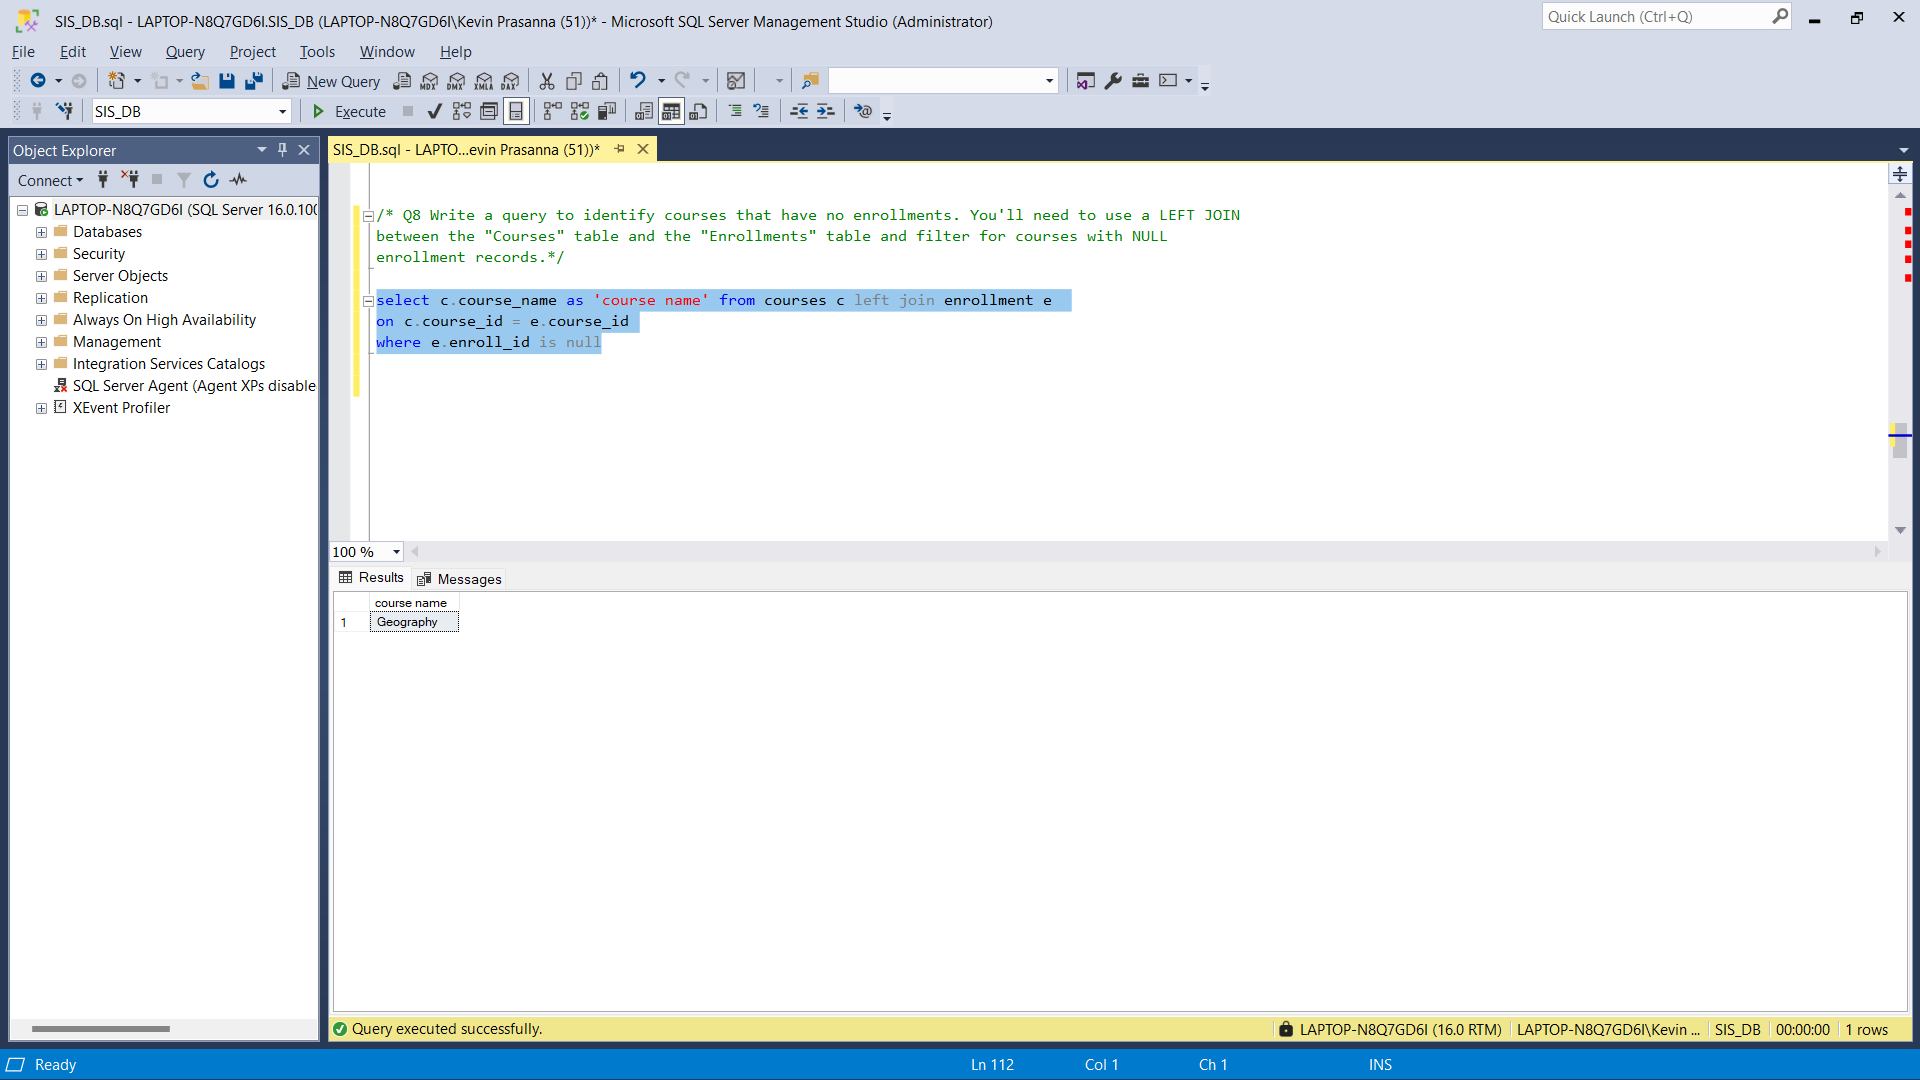 SIS_DB.sql - LAPTOP-N8Q7GD6I.SIS_DB (LAPTOP-N8Q7GD6I\Kevin Prasanna (51))* - Microsoft SQL Server Management Studio (Administrator)
Quick Launch (Ctrl+Q)
File Edit View Query Project Tools Window Help
New Query MDX DMX XMLA DAX
SIS_DB Execute
Object Explorer
SIS_DB.sql - LAPTO...evin Prasanna (51))*
Connect
LAPTOP-N8Q7GD6I (SQL Server 16.0.100
Databases
Security
Server Objects
Replication
Always On High Availability
Management
Integration Services Catalogs
SQL Server Agent (Agent XPs disable
XEvent Profiler
/* Q8 Write a query to identify courses that have no enrollments. You'll need to use a LEFT JOIN
between the "Courses" table and the "Enrollments" table and filter for courses with NULL
enrollment records.*/
select c.course_name as 'course name' from courses c left join enrollment e
on c.course_id = e.course_id
where e.enroll_id is null
100 %
Results Messages
course name
1 Geography
Query executed successfully.
LAPTOP-N8Q7GD6I (16.0 RTM) LAPTOP-N8Q7GD6I\Kevin ... SIS_DB 00:00:00 1 rows
Ready Ln 112 Col 1 Ch 1 INS